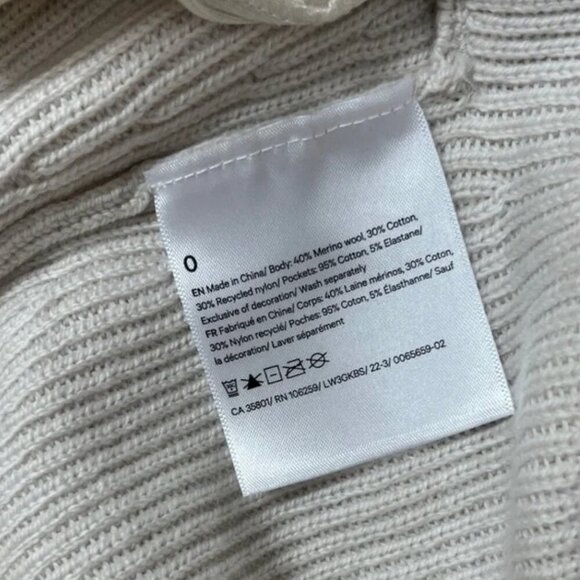 0
EN Made in China/ Body: 40% Merino wool, 30% Cotton,
30% Recycled nylon/ Pockets: 95% Cotton, 5% Elastane/
Exclusive of decoration/ Wash separately
FR Fabriqué en Chine/ Corps: 40% Laine mérinos, 30% Coton,
30% Nylon recyclé/ Poches: 95% Coton, 5% Élasthanne/ Sauf
la décoration/ Laver séparément
CA 35801/ RN 106259/ LW3GKBS/ 22-3/ 0065659-02